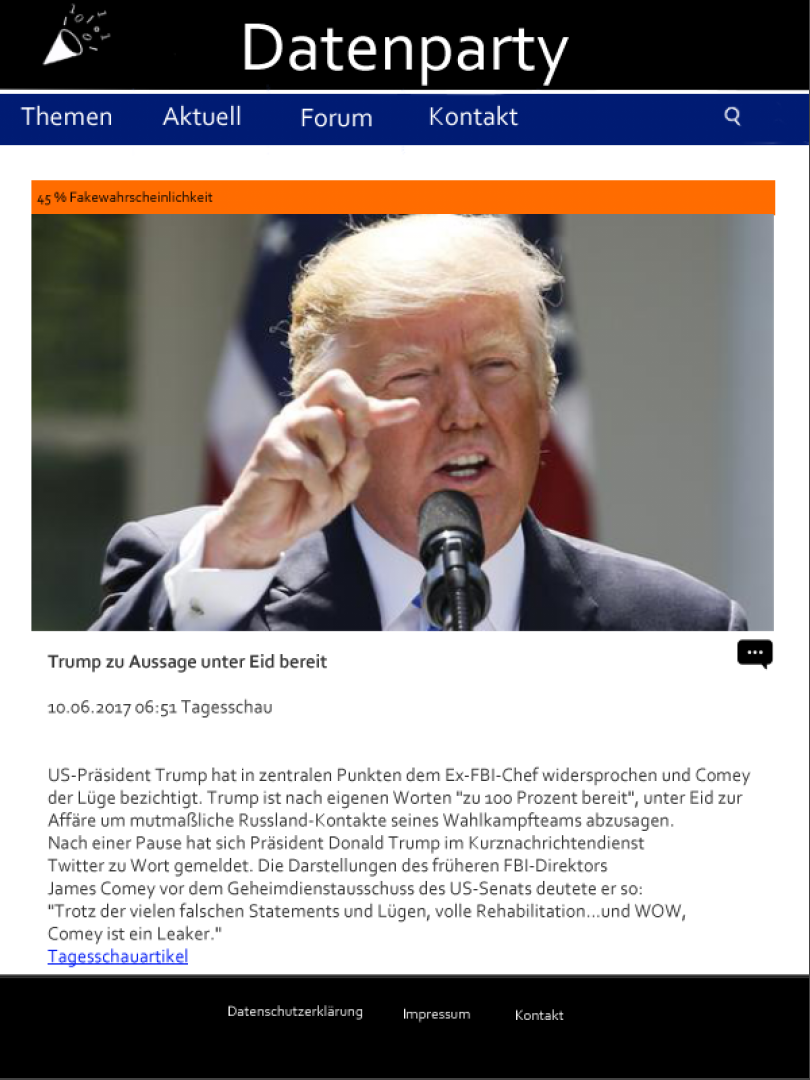 Datenparty
Themen Aktuell Forum Kontakt
45 % Fakewahrscheinlichkeit
Trump zu Aussage unter Eid bereit
10.06.2017 06:51 Tagesschau
US-Präsident Trump hat in zentralen Punkten dem Ex-FBI-Chef widersprochen und Comey
der Lüge bezichtigt. Trump ist nach eigenen Worten "zu 100 Prozent bereit", unter Eid zur
Affäre um mutmaßliche Russland-Kontakte seines Wahlkampfteams abzusagen.
Nach einer Pause hat sich Präsident Donald Trump im Kurznachrichtendienst
Twitter zu Wort gemeldet. Die Darstellungen des früheren FBI-Direktors
James Comey vor dem Geheimdienstausschuss des US-Senats deutete er so:
"Trotz der vielen falschen Statements und Lügen, volle Rehabilitation...und WOW,
Comey ist ein Leaker."
Tagesschauartikel
Datenschutzerklärung Impressum Kontakt